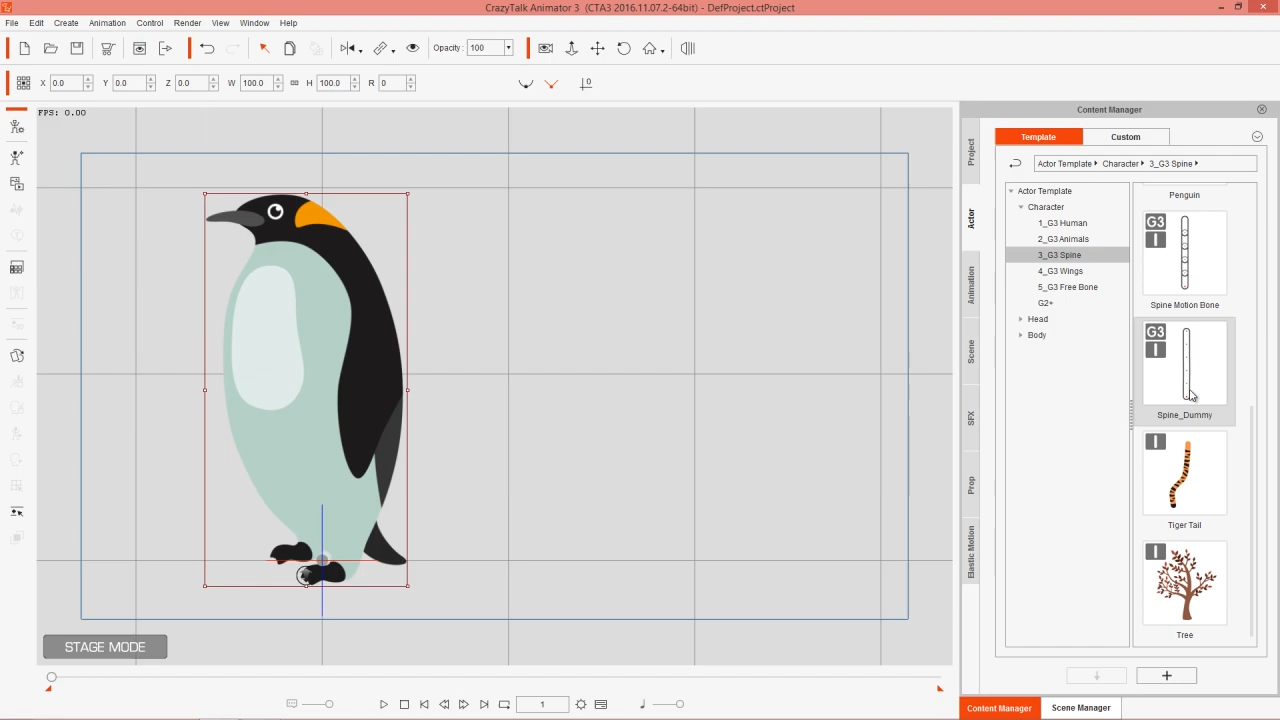 CrazyTalk Animator 3 (CTA3 2016.11.07.2-64bit) - DefProject.ctProject
File Edit Create Animation Control Render View Window Help
Opacity : 100
X 0.0 Y 0.0 Z 0.0 W 100.0 H 100.0 R 0
FPS: 0.00
Content Manager
Template Custom
Actor Template Character 3_G3 Spine
Project
Actor
Animation
Scene
SFX
Prop
Elastic Motion
Actor Template
Character
1_G3 Human
2_G3 Animals
3_G3 Spine
4_G3 Wings
5_G3 Free Bone
G2+
Head
Body
Penguin
G3
I
Spine Motion Bone
G3
I
Spine_Dummy
I
Tiger Tail
I
Tree
STAGE MODE
1
Content Manager Scene Manager